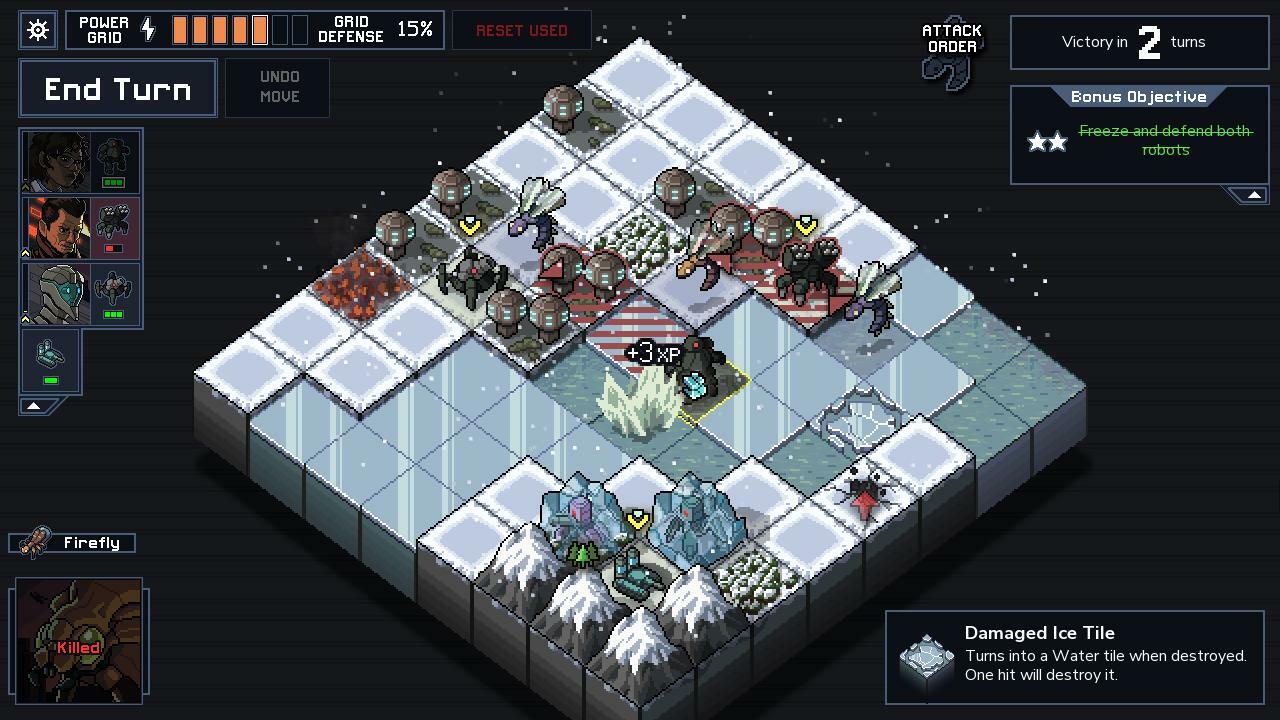 POWER
GRID
GRID
DEFENSE
15%
RESET USED
ATTACK
ORDER
Victory in 2 turns
End Turn
UNDO
MOVE
Bonus Objective
Freeze and defend both
robots
+3 XP
Firefly
Killed
Damaged Ice Tile
Turns into a Water tile when destroyed.
One hit will destroy it.